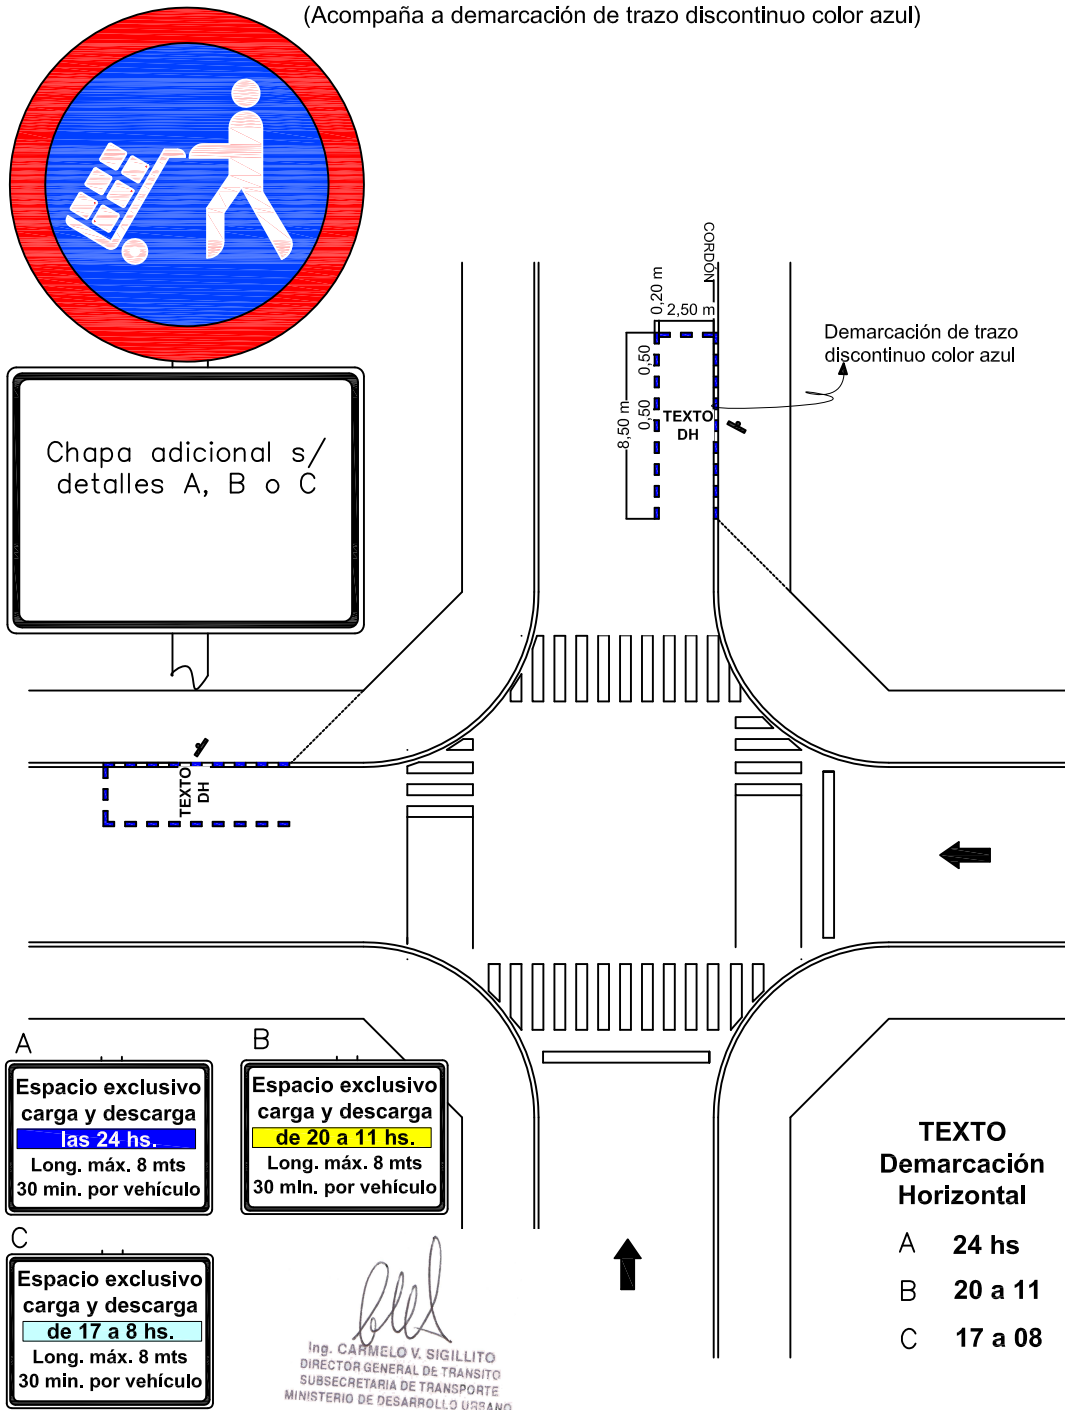 (Acompaña a demarcación de trazo discontinuo color azul)
Chapa adicional s/
detalles A, B o C
CORDÓN
0,20 m
2,50 m
0,50
0,50
8,50 m
TEXTO
DH
Demarcación de trazo
discontinuo color azul
TEXTO
DH
A
Espacio exclusivo
carga y descarga
las 24 hs.
Long. máx. 8 mts
30 min. por vehículo
B
Espacio exclusivo
carga y descarga
de 20 a 11 hs.
Long. máx. 8 mts
30 mIn. por vehículo
C
Espacio exclusivo
carga y descarga
de 17 a 8 hs.
Long. máx. 8 mts
30 min. por vehículo
TEXTO
Demarcación
Horizontal
A 24 hs
B 20 a 11
C 17 a 08
Ing. CARMELO V. SIGILLITO
DIRECTOR GENERAL DE TRANSITO
SUBSECRETARIA DE TRANSPORTE
MINISTERIO DE DESARROLLO URBANO